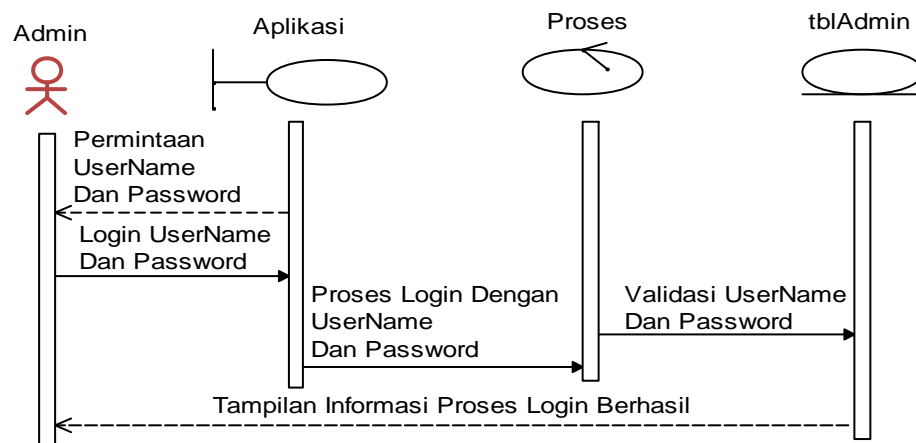 Admin
Aplikasi
Proses
tblAdmin
Permintaan
UserName
Dan Password
Login UserName
Dan Password
Proses Login Dengan
UserName
Dan Password
Validasi UserName
Dan Password
Tampilan Informasi Proses Login Berhasil